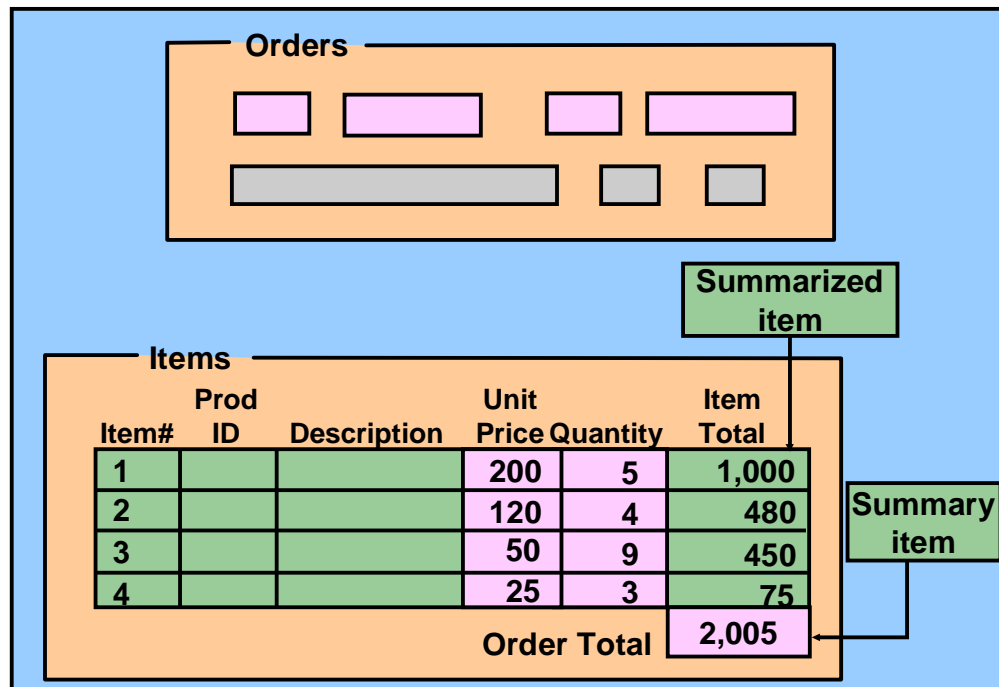 Orders
Summarized
item
Items
Prod Unit Item
Item# ID Description Price Quantity Total
1 200 5 1,000
2 120 4 480
3 50 9 450
4 25 3 75
Summary
item
Order Total 2,005